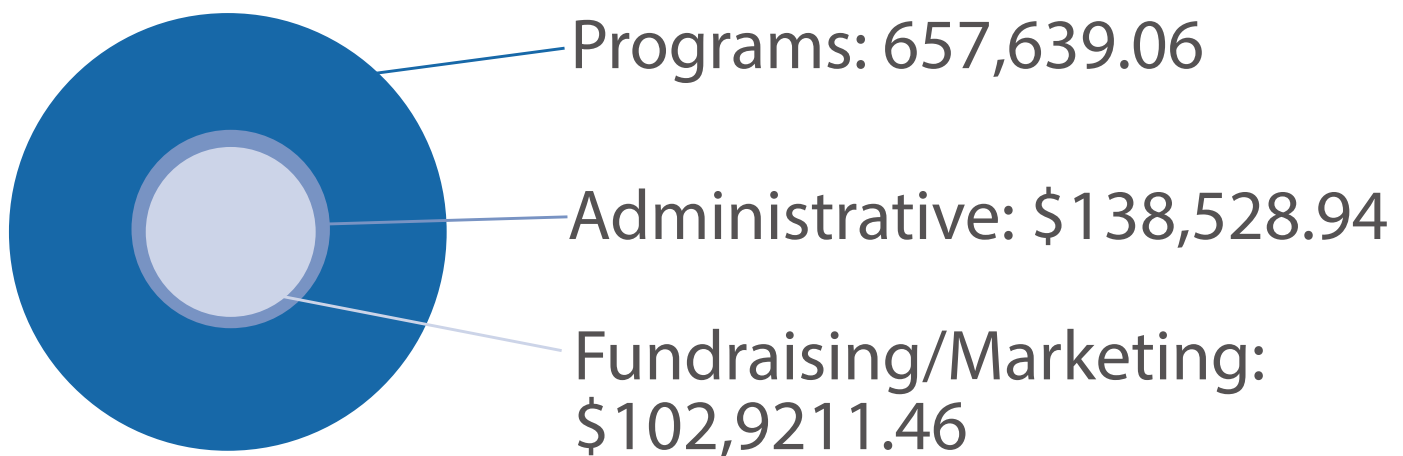 Programs: 657,639.06
Administrative: $138,528.94
Fundraising/Marketing:
$102,9211.46